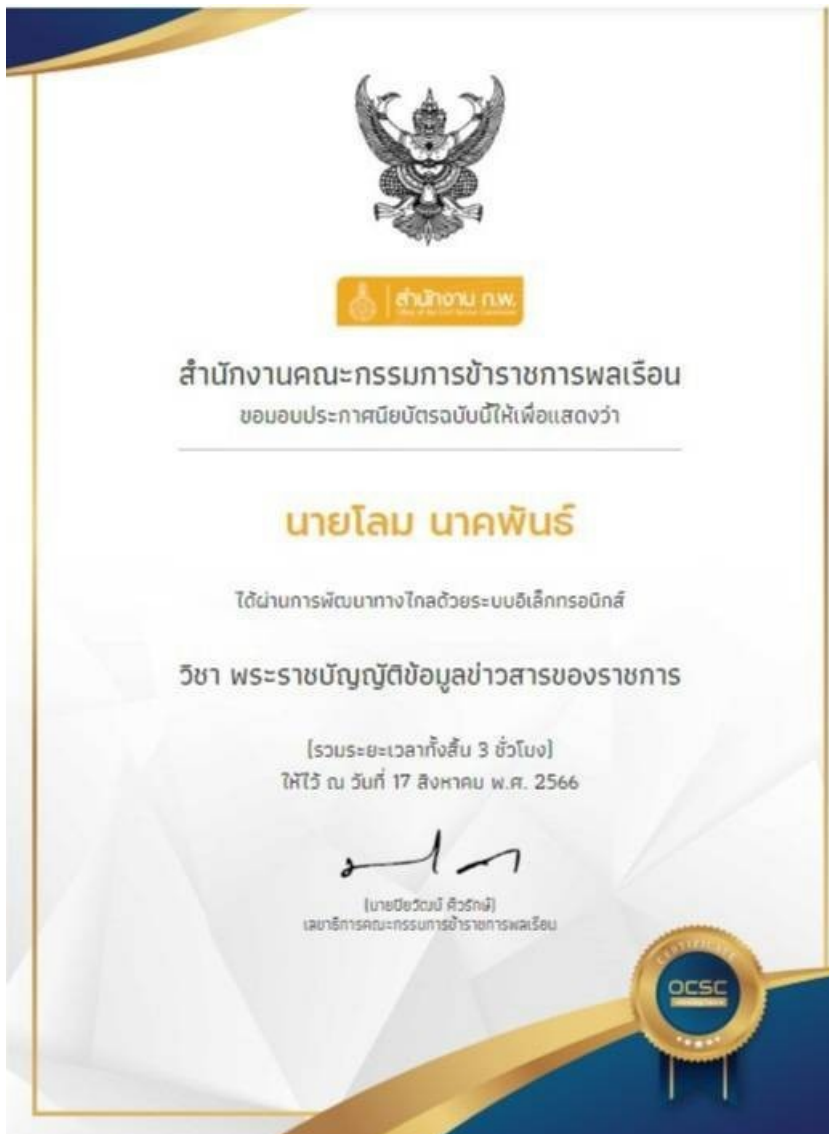 สำนักงาน ก.พ.
สำนักงานคณะกรรมการข้าราชการพลเรือน
ขอมอบประกาศนียบัตรฉบับนี้ให้เพื่อแสดงว่า
นายโลม นาคพันธ์
ได้ผ่านการพัฒนาทางไกลด้วยระบบอิเล็กทรอนิกส์
วิชา พระราชบัญญัติข้อมูลข่าวสารของราชการ
(รวมระยะเวลาทั้งสิ้น 3 ชั่วโมง)
ให้ไว้ ณ วันที่ 17 สิงหาคม พ.ศ. 2566
(นายปิยวัฒน์ ศิวรักษ์)
เลขาธิการคณะกรรมการข้าราชการพลเรือน
CERTIFICATE
OCSC